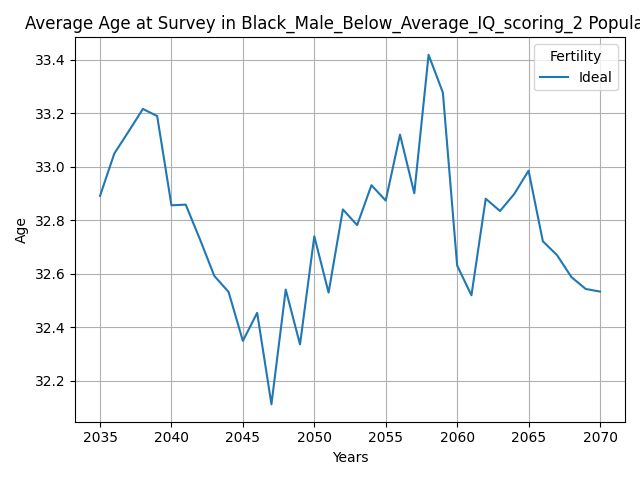 Average Age at Survey in Black_Male_Below_Average_IQ_scoring_2 Popula
33.4
33.2
33.0
32.8
32.6
32.4
32.2
Age
Fertility
Ideal
2035 2040 2045 2050 2055 2060 2065 2070
Years